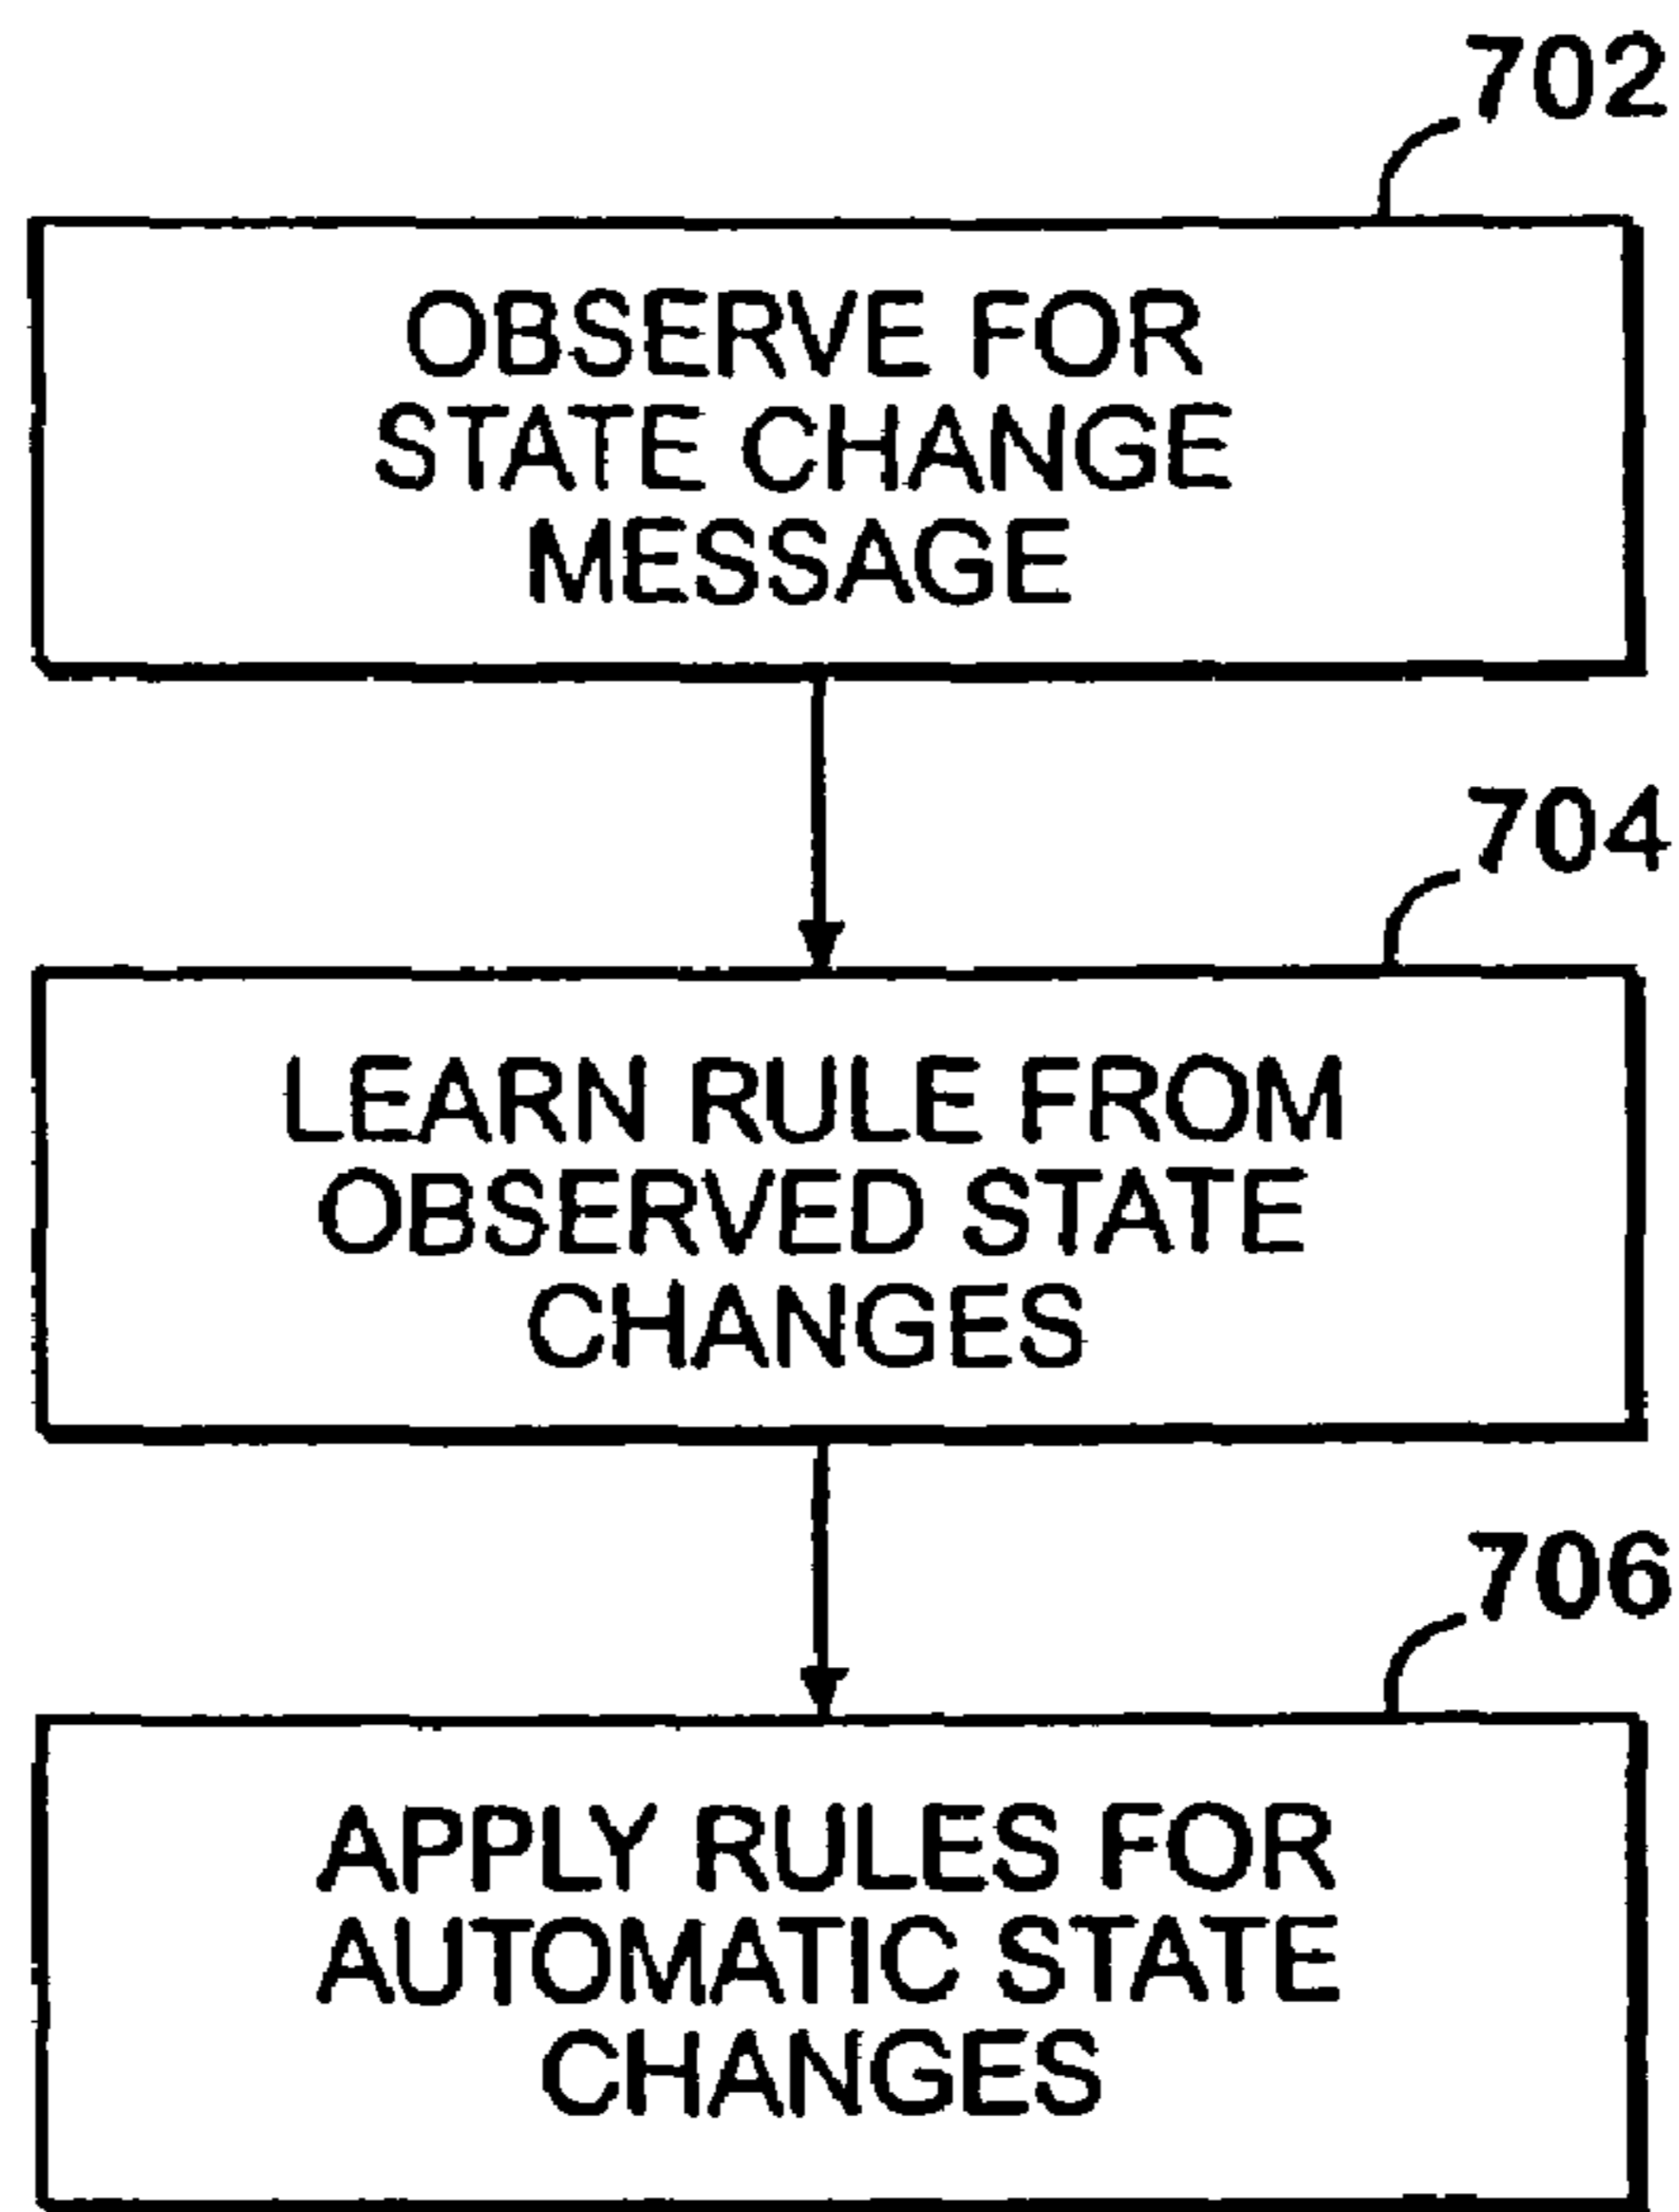 702
OBSERVE FOR
STATE CHANGE
MESSAGE
704
LEARN RULE FROM
OBSERVED STATE
CHANGES
706
APPLY RULES FOR
AUTOMATIC STATE
CHANGES